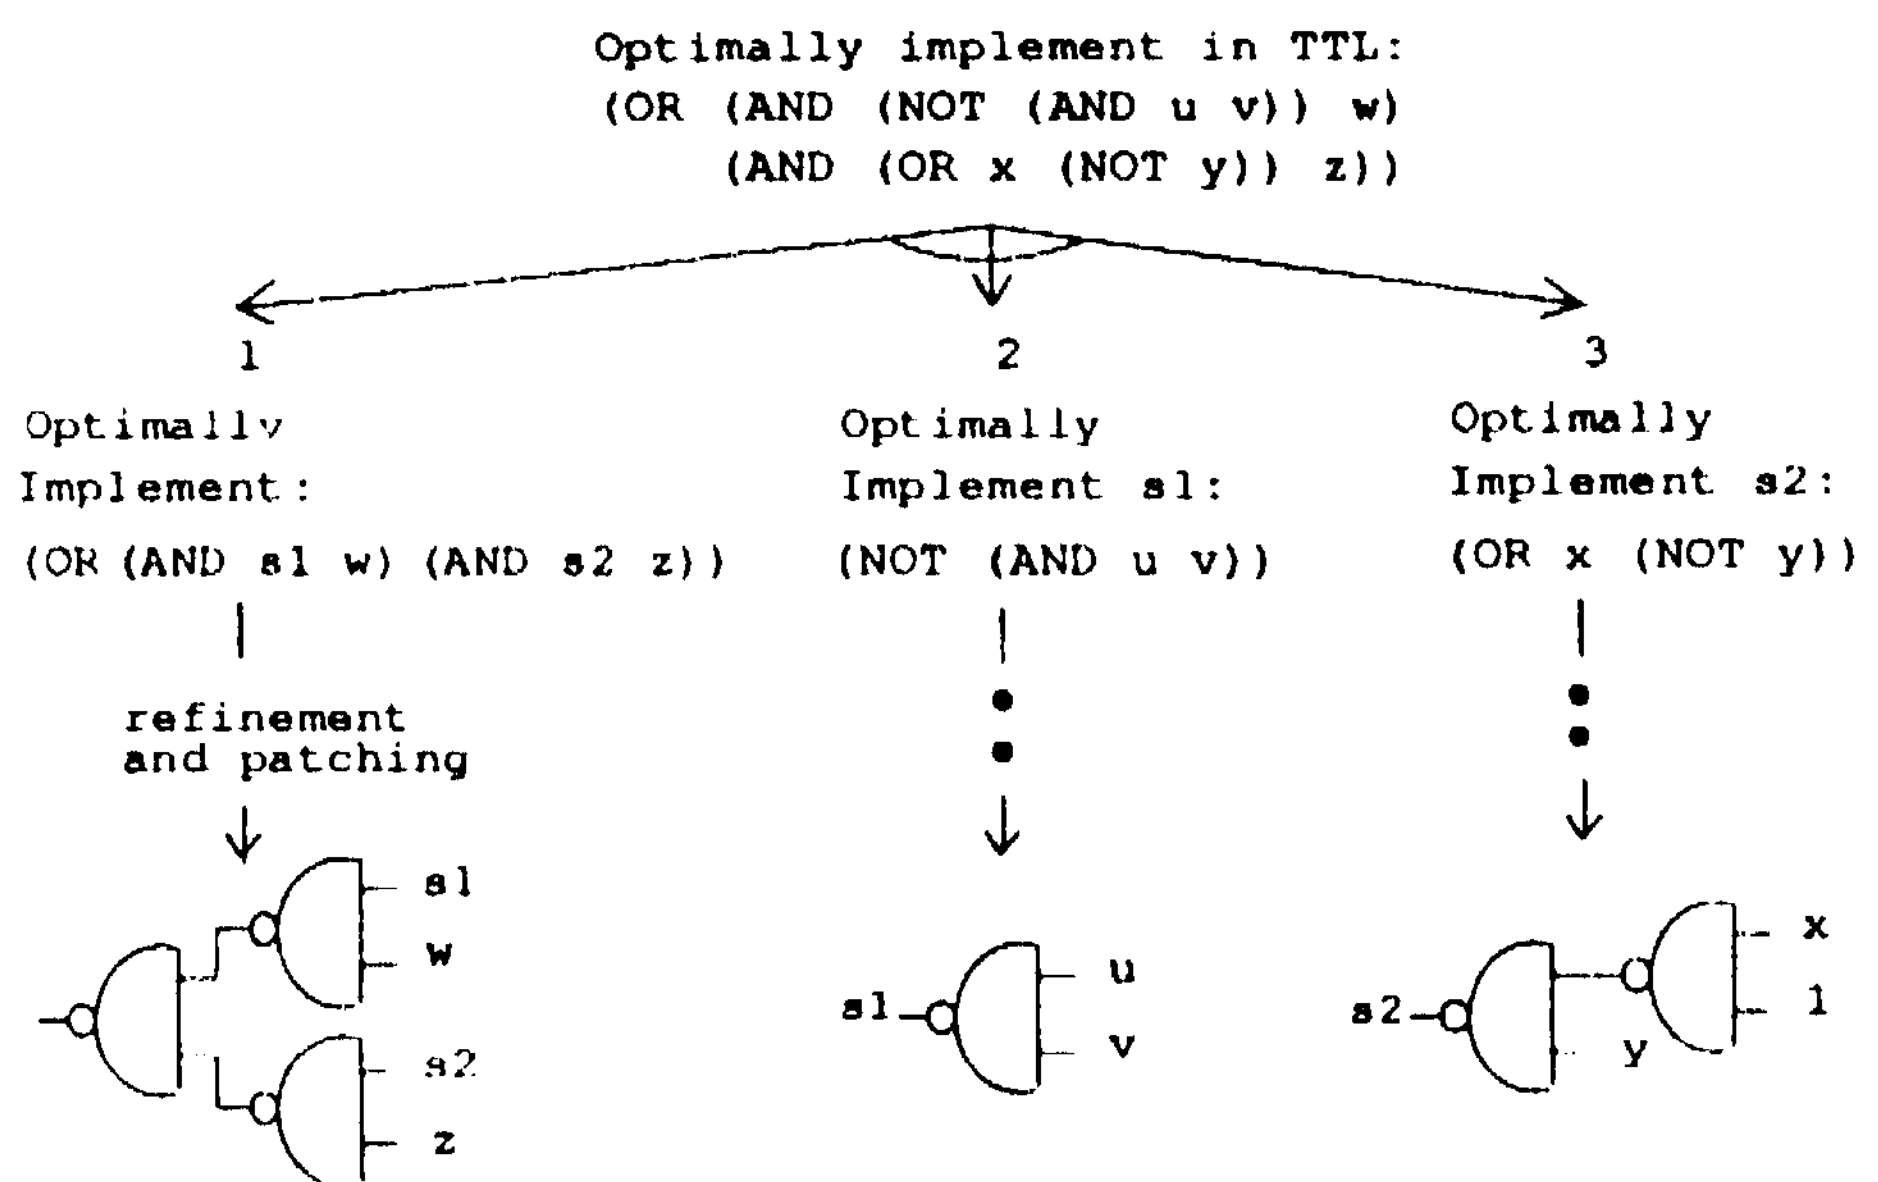 Optimally implement in TTL:
(OR (AND (NOT (AND u v)) w)
(AND (OR x (NOT y)) z))
1
2
3
Optimally
Implement:
(OR (AND s1 w) (AND s2 z))
refinement
and patching
s1
w
s2
z
Optimally
Implement s1:
(NOT (AND u v))
s1
u
v
Optimally
Implement s2:
(OR x (NOT y))
s2
x
1
y